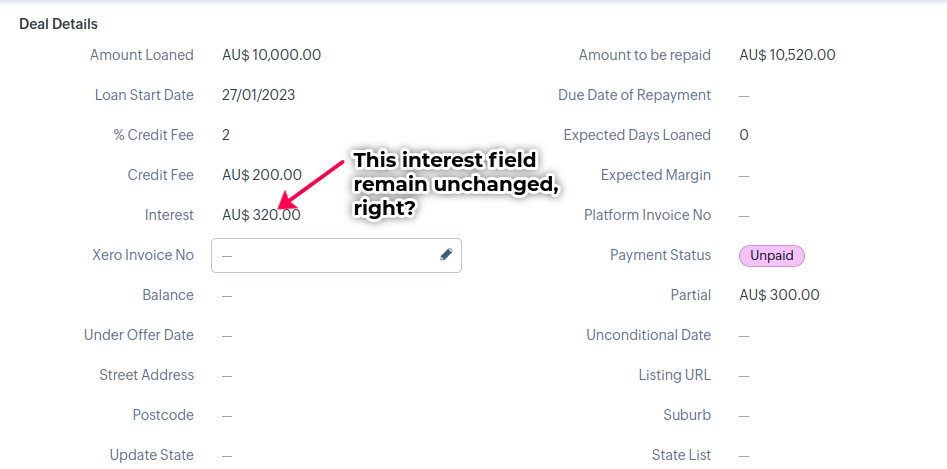 Deal Details
Amount Loaned AU$ 10,000.00 Amount to be repaid AU$ 10,520.00
Loan Start Date 27/01/2023 Due Date of Repayment —
% Credit Fee 2 Expected Days Loaned 0
This interest field
Credit Fee AU$ 200.00 remain unchanged, Expected Margin —
right?
Interest AU$ 320.00 Platform Invoice No —
Xero Invoice No — Payment Status Unpaid
Balance — Partial AU$ 300.00
Under Offer Date — Unconditional Date —
Street Address — Listing URL —
Postcode — Suburb —
Update State — State List —